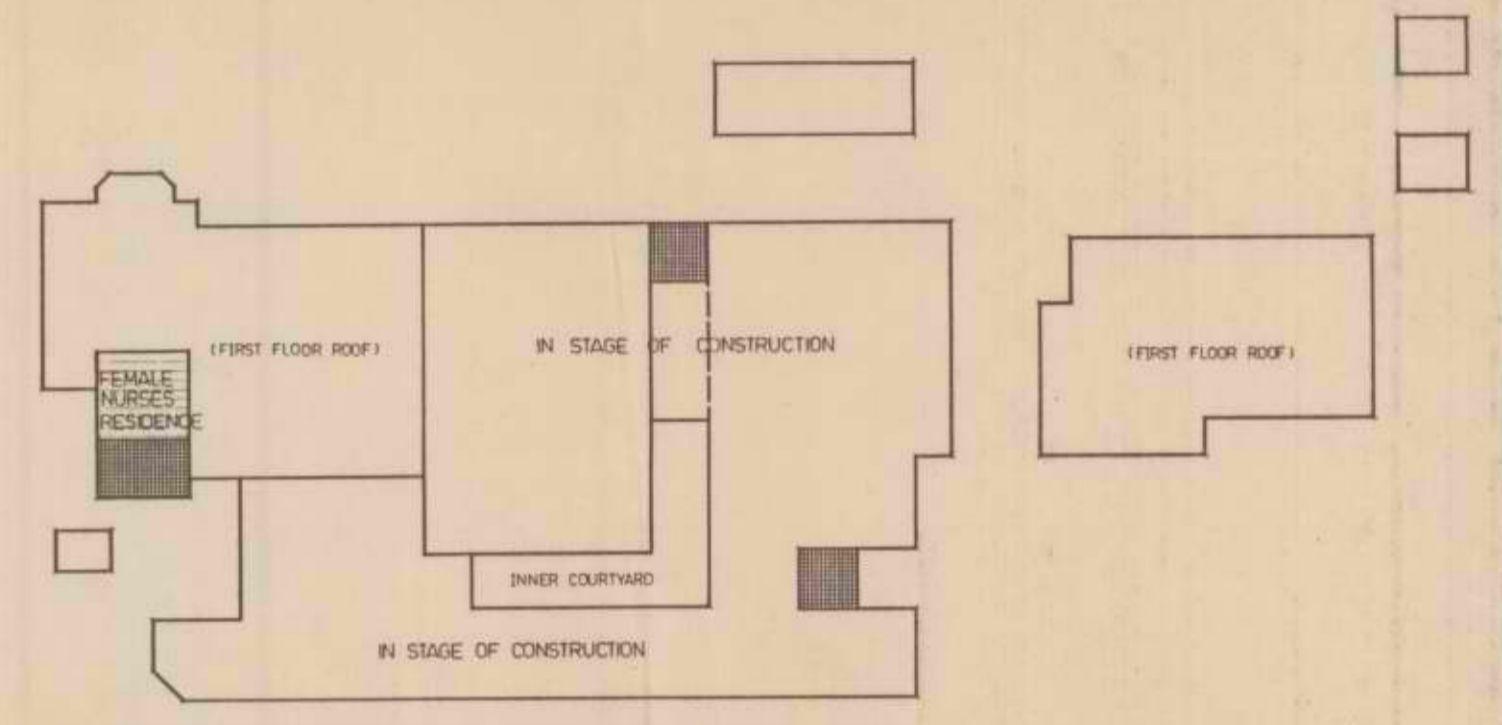 (FIRST FLOOR ROOF)
IN STAGE OF CONSTRUCTION
(FIRST FLOOR ROOF)
FEMALE
NURSES
RESIDENCE
INNER COURTYARD
IN STAGE OF CONSTRUCTION